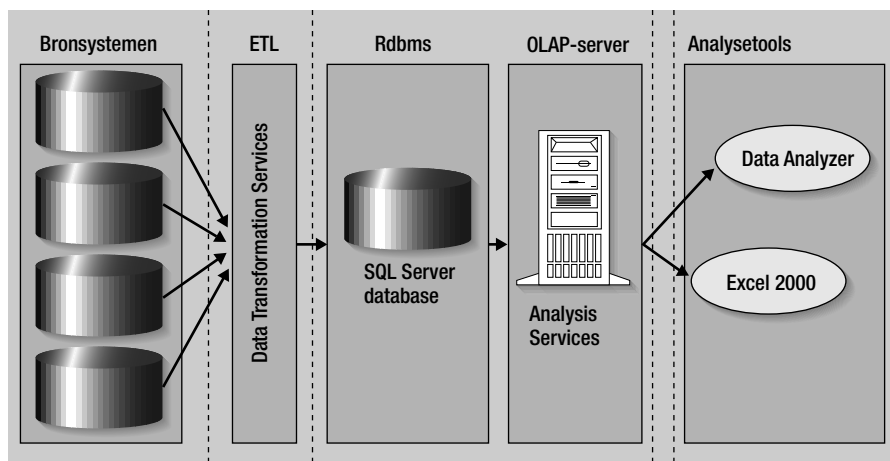 Bronsystemen
ETL
Rdbms
OLAP-server
Analysetools
Data Transformation Services
SQL Server
database
Analysis
Services
Data Analyzer
Excel 2000